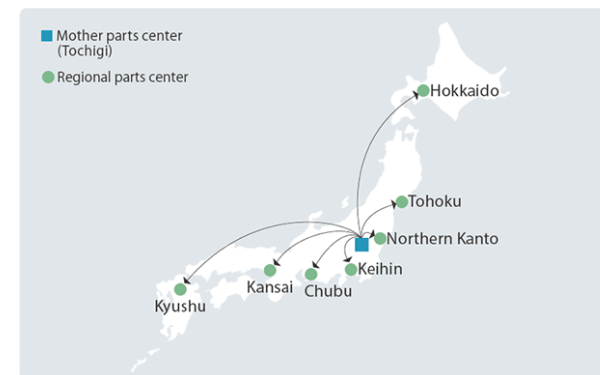 Mother parts center
(Tochigi)
Regional parts center
Hokkaido
Tohoku
Northern Kanto
Keihin
Kansai
Chubu
Kyushu